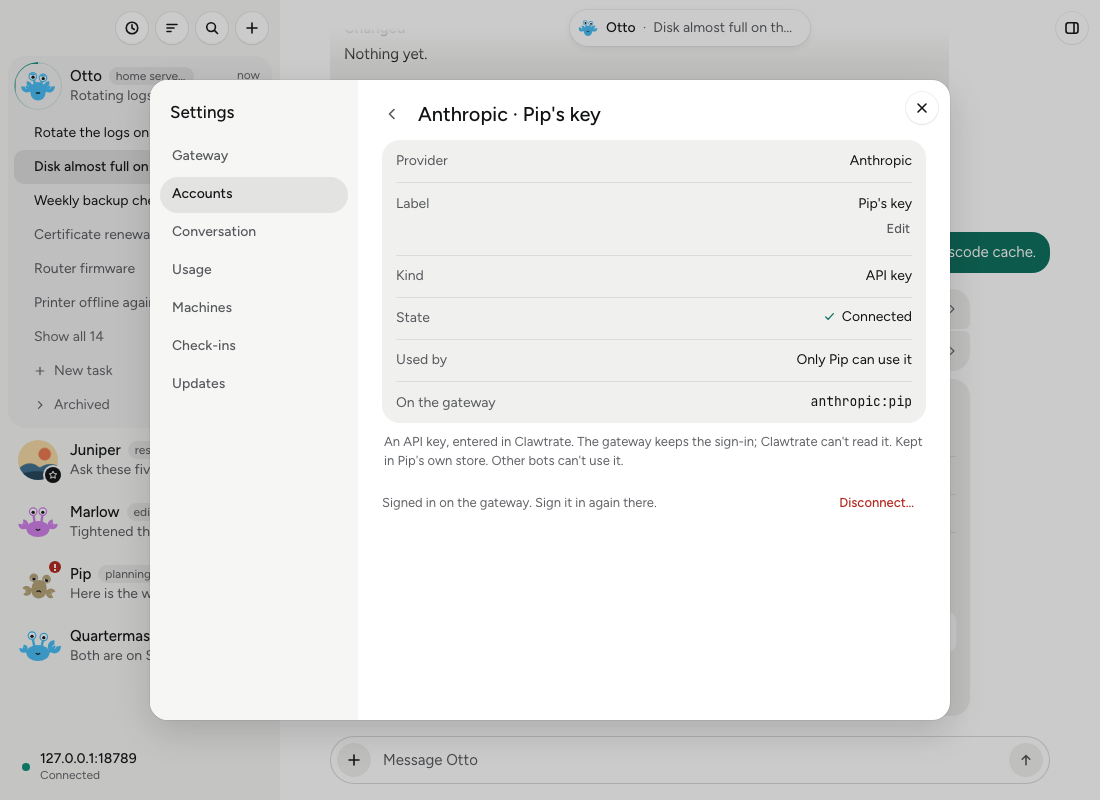 Otto · Disk almost full on th…
Nothing yet.
Otto home serve… now
Rotating logs
Rotate the logs on
Disk almost full on
Weekly backup che
Certificate renewa
Router firmware
Printer offline agai
Show all 14
New task
Archived
Juniper res
Ask these fiv
Marlow edi
Tightened th
Pip planning
Here is the w
Quartermas
Both are on S
127.0.0.1:18789
Connected
Settings
Gateway
Accounts
Conversation
Usage
Machines
Check-ins
Updates
Anthropic · Pip's key
Provider Anthropic
Label Pip's key
Edit
Kind API key
State Connected
Used by Only Pip can use it
On the gateway anthropic:pip
An API key, entered in Clawtrate. The gateway keeps the sign-in; Clawtrate can't read it. Kept
in Pip's own store. Other bots can't use it.
Signed in on the gateway. Sign it in again there. Disconnect…
scode cache.
Message Otto